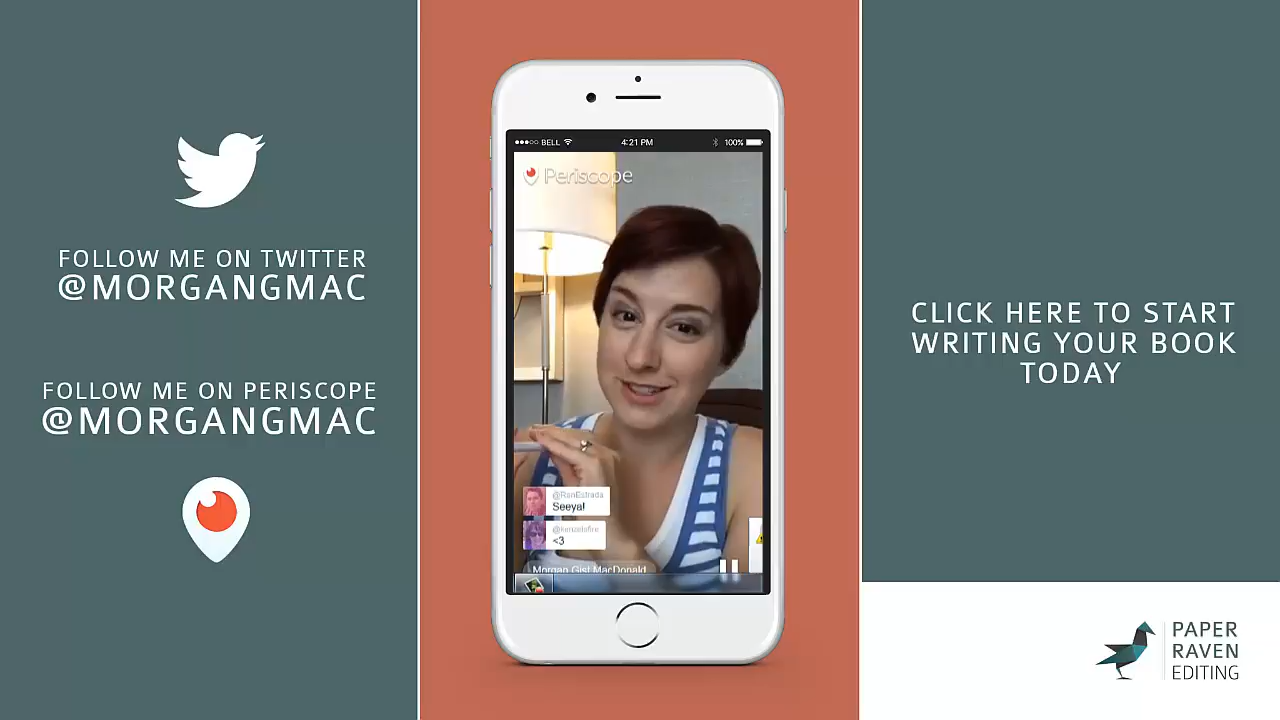 FOLLOW ME ON TWITTER
@MORGANGMAC
FOLLOW ME ON PERISCOPE
@MORGANGMAC
BELL
4:21 PM
100%
Periscope
@RonEstrada
Seeya!
<3
Morgan Gist MacDonald
CLICK HERE TO START
WRITING YOUR BOOK
TODAY
PAPER
RAVEN
EDITING